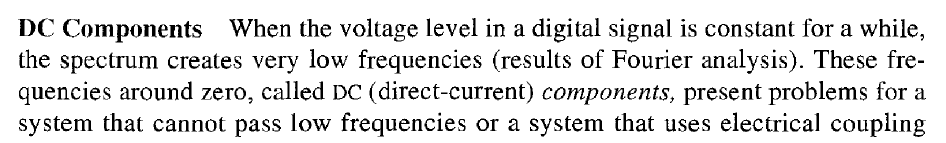 DC Components When the voltage level in a digital signal is constant for a while,
the spectrum creates very low frequencies (results of Fourier analysis). These fre-
quencies around zero, called DC (direct-current) components, present problems for a
system that cannot pass low frequencies or a system that uses electrical coupling